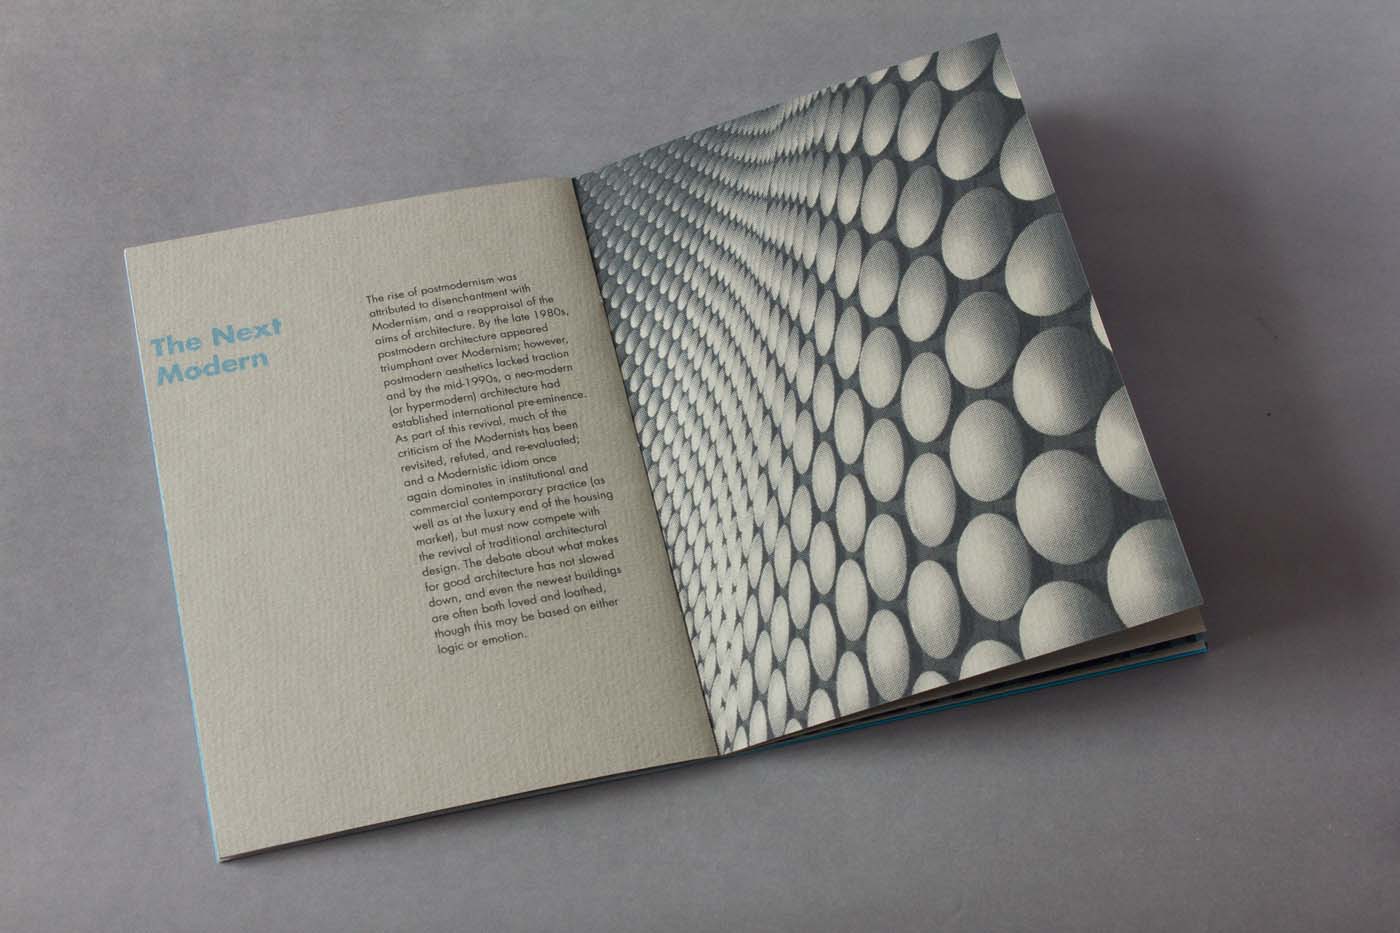 The Next
Modern
The rise of postmodernism was
attributed to disenchantment with
Modernism, and a reappraisal of the
aims of architecture. By the late 1980s,
postmodern architecture appeared
triumphant over Modernism; however,
postmodern aesthetics lacked traction
and by the mid-1990s, a neo-modern
(or hypermodern) architecture had
established international pre-eminence.
As part of this revival, much of the
criticism of the Modernists has been
revisited, refuted, and re-evaluated;
and a Modernistic idiom once
again dominates in institutional and
commercial contemporary practice (as
well as at the luxury end of the housing
market), but must now compete with
the revival of traditional architectural
design. The debate about what makes
for good architecture has not slowed
down, and even the newest buildings
are often both loved and loathed,
though this may be based on either
logic or emotion.